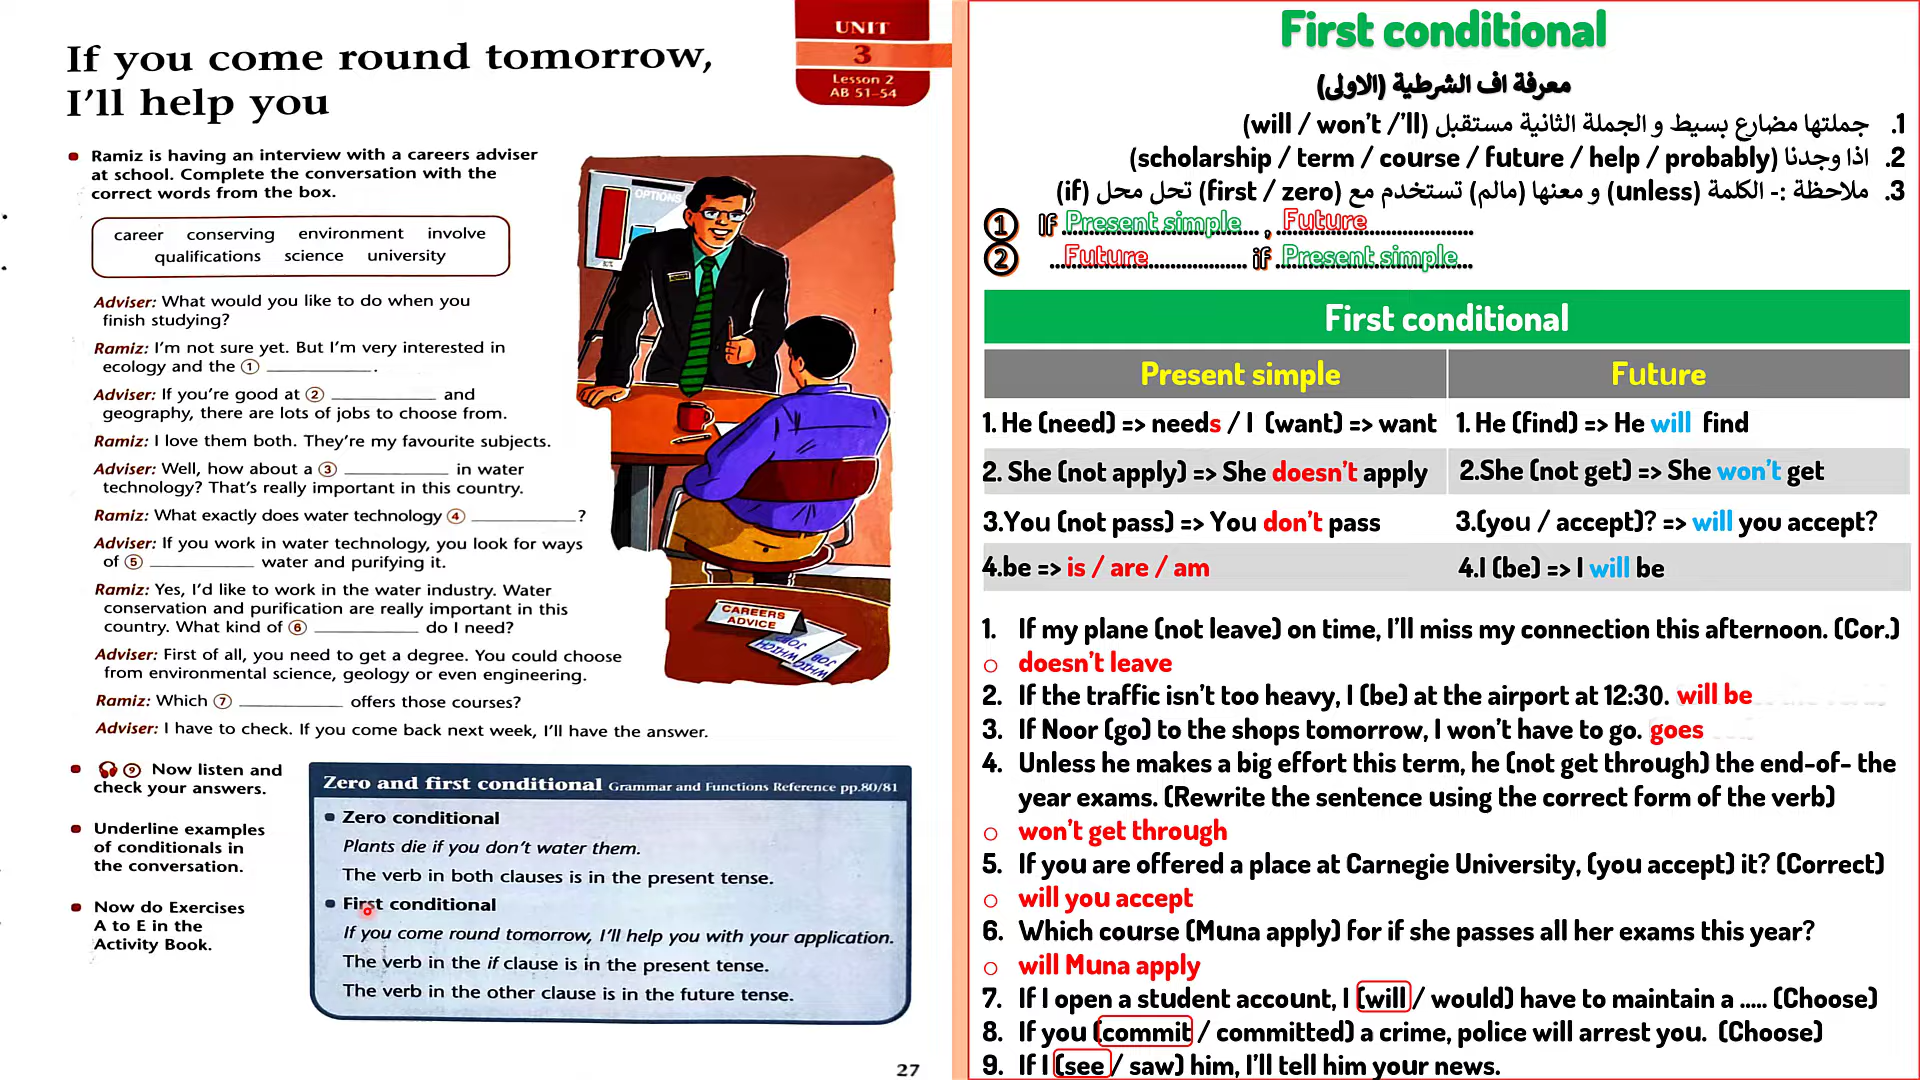 If you come round tomorrow,
I'll help you
UNIT
3
Lesson 2
AB 51–54
Ramiz is having an interview with a careers adviser
at school. Complete the conversation with the
correct words from the box.
career conserving environment involve
qualifications science university
Adviser: What would you like to do when you
finish studying?
Ramiz: I'm not sure yet. But I'm very interested in
ecology and the ① ____________ .
Adviser: If you're good at ② ____________ and
geography, there are lots of jobs to choose from.
Ramiz: I love them both. They're my favourite subjects.
Adviser: Well, how about a ③ ____________ in water
technology? That's really important in this country.
Ramiz: What exactly does water technology ④ ____________ ?
Adviser: If you work in water technology, you look for ways
of ⑤ ____________ water and purifying it.
Ramiz: Yes, I'd like to work in the water industry. Water
conservation and purification are really important in this
country. What kind of ⑥ ____________ do I need?
Adviser: First of all, you need to get a degree. You could choose
from environmental science, geology or even engineering.
Ramiz: Which ⑦ ____________ offers those courses?
Adviser: I have to check. If you come back next week, I'll have the answer.
OPTIONS
CAREERS
ADVICE
WHICH
JOB?
⑨ Now listen and
check your answers.
Underline examples
of conditionals in
the conversation.
Now do Exercises
A to E in the
Activity Book.
Zero and first conditional Grammar and Functions Reference pp.80/81
Zero conditional
Plants die if you don't water them.
The verb in both clauses is in the present tense.
First conditional
If you come round tomorrow, I'll help you with your application.
The verb in the if clause is in the present tense.
The verb in the other clause is in the future tense.
27
First conditional
معرفة اف الشرطية (الاولى)
1. جملتها مضارع بسيط و الجملة الثانية مستقبل (will / won't /'ll)
2. اذا وجدنا (scholarship / term / course / future / help / probably)
3. ملاحظة :- الكلمة (unless) و معنها (مالم) تستخدم مع (first / zero) تحل محل (if)
① If Present simple , Future
② Future if Present simple
First conditional
Present simple Future
1. He (need) => needs / I (want) => want 1. He (find) => He will find
2. She (not apply) => She doesn't apply 2.She (not get) => She won't get
3.You (not pass) => You don't pass 3.(you / accept)? => will you accept?
4.be => is / are / am 4.I (be) => I will be
1. If my plane (not leave) on time, I'll miss my connection this afternoon. (Cor.)
o doesn't leave
2. If the traffic isn't too heavy, I (be) at the airport at 12:30. will be
3. If Noor (go) to the shops tomorrow, I won't have to go. goes
4. Unless he makes a big effort this term, he (not get through) the end-of- the
year exams. (Rewrite the sentence using the correct form of the verb)
o won't get through
5. If you are offered a place at Carnegie University, (you accept) it? (Correct)
o will you accept
6. Which course (Muna apply) for if she passes all her exams this year?
o will Muna apply
7. If I open a student account, I (will / would) have to maintain a ..... (Choose)
8. If you (commit / committed) a crime, police will arrest you. (Choose)
9. If I (see / saw) him, I'll tell him your news.